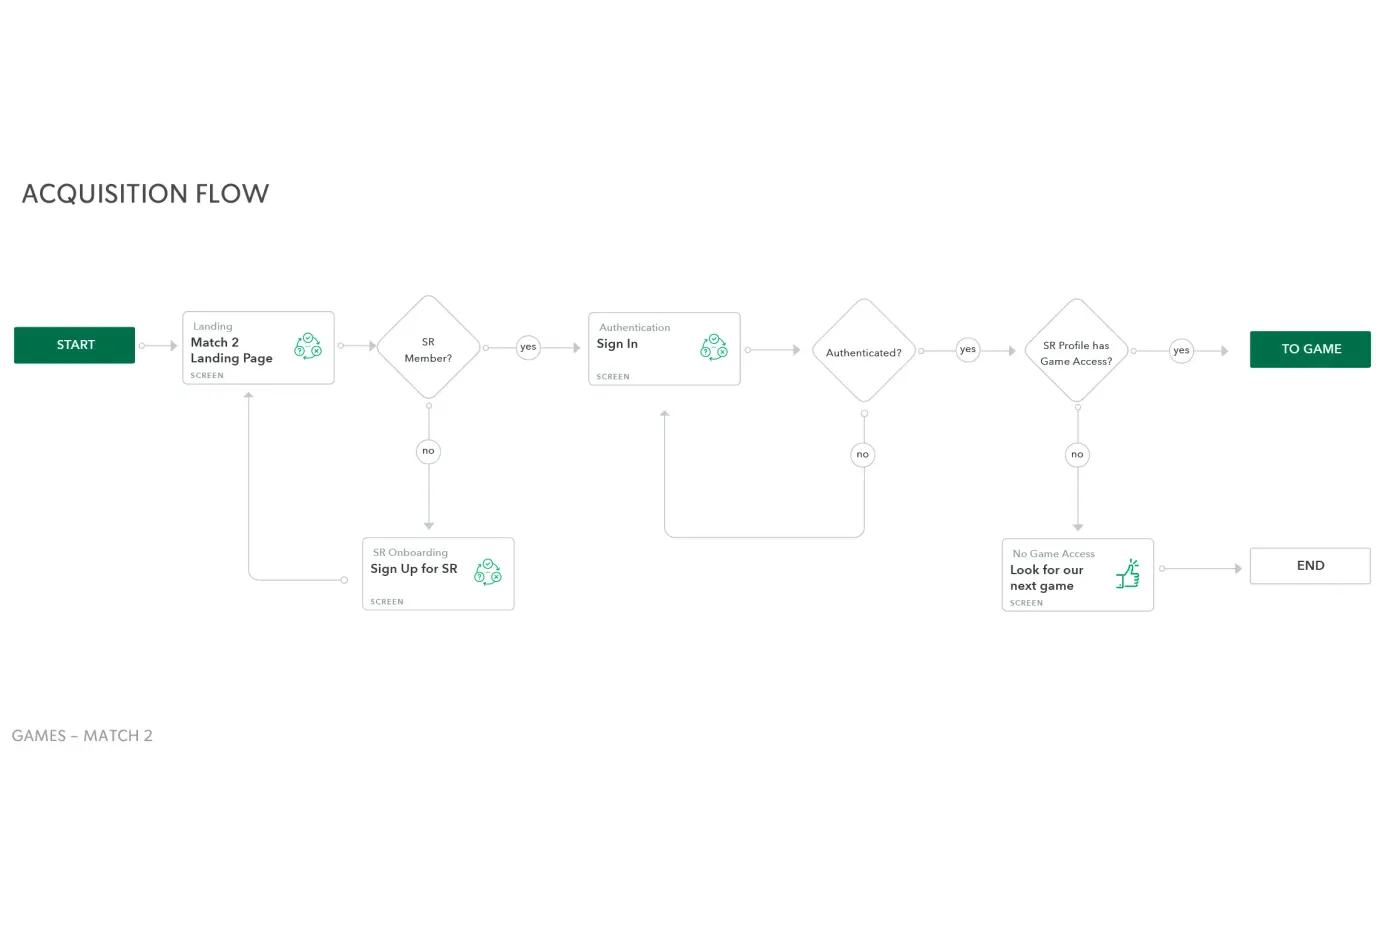 ACQUISITION FLOW
START
Landing
Match 2
Landing Page
SCREEN
SR
Member?
yes
Authentication
Sign In
SCREEN
Authenticated?
yes
SR Profile has
Game Access?
yes
TO GAME
no
no
no
SR Onboarding
Sign Up for SR
SCREEN
No Game Access
Look for our
next game
SCREEN
END
GAMES – MATCH 2